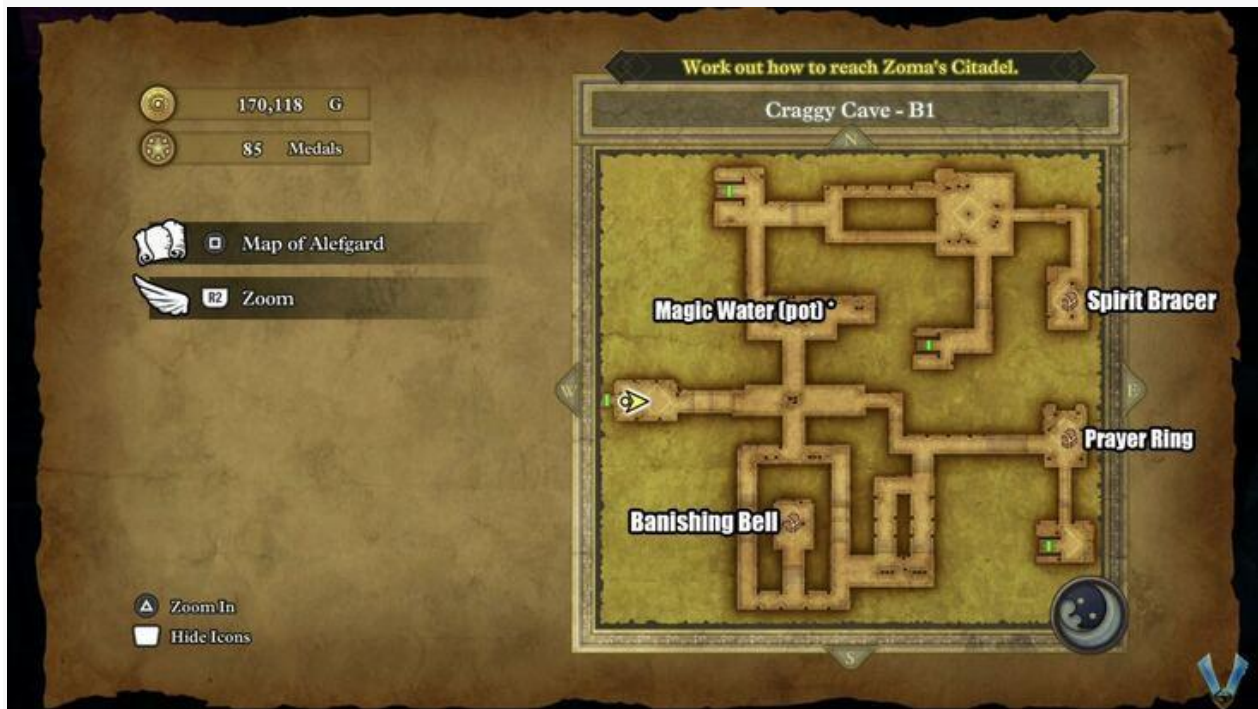 Work out how to reach Zoma's Citadel.
Craggy Cave - B1
170,118 G
85 Medals
Map of Alefgard
R2 Zoom
N
Magic Water (pot) *
Spirit Bracer
W
E
Prayer Ring
Banishing Bell
Zoom In
Hide Icons
S